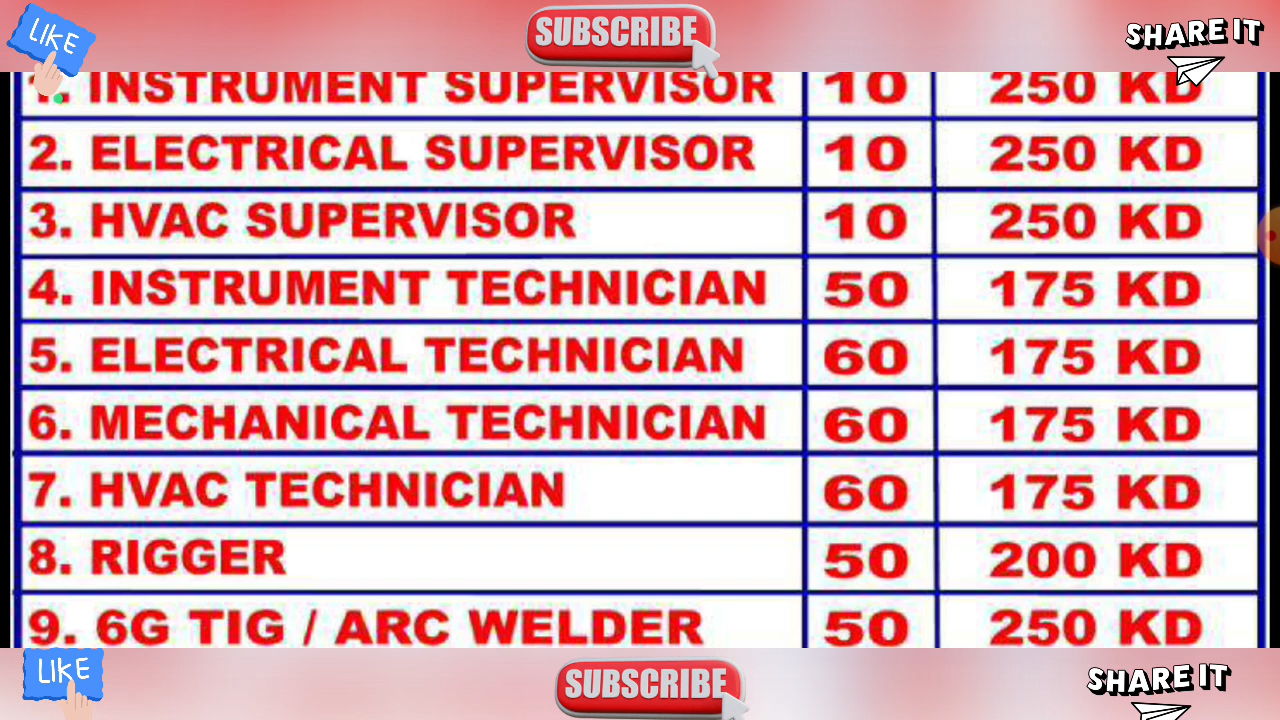 LIKE
SUBSCRIBE
SHARE IT
1. INSTRUMENT SUPERVISOR 10 250 KD
2. ELECTRICAL SUPERVISOR 10 250 KD
3. HVAC SUPERVISOR 10 250 KD
4. INSTRUMENT TECHNICIAN 50 175 KD
5. ELECTRICAL TECHNICIAN 60 175 KD
6. MECHANICAL TECHNICIAN 60 175 KD
7. HVAC TECHNICIAN 60 175 KD
8. RIGGER 50 200 KD
9. 6G TIG / ARC WELDER 50 250 KD
LIKE
SUBSCRIBE
SHARE IT